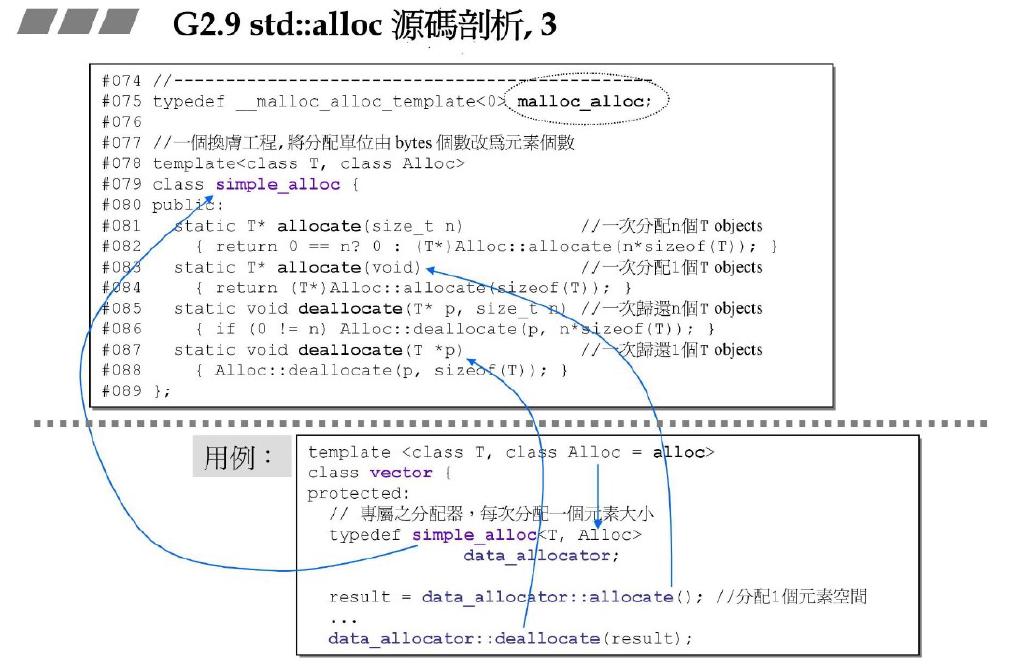 G2.9 std::alloc 源碼剖析, 3
#074 //----------------------------------------------
#075 typedef __malloc_alloc_template<0> malloc_alloc;
#076
#077 //一個換膚工程, 將分配單位由 bytes 個數改爲元素個數
#078 template<class T, class Alloc>
#079 class simple_alloc {
#080 public:
#081 static T* allocate(size_t n) //一次分配n個T objects
#082 { return 0 == n? 0 : (T*)Alloc::allocate(n*sizeof(T)); }
#083 static T* allocate(void) //一次分配1個T objects
#084 { return (T*)Alloc::allocate(sizeof(T)); }
#085 static void deallocate(T* p, size_t n) //一次歸還n個T objects
#086 { if (0 != n) Alloc::deallocate(p, n*sizeof(T)); }
#087 static void deallocate(T *p) //一次歸還1個T objects
#088 { Alloc::deallocate(p, sizeof(T)); }
#089 };
用例：
template <class T, class Alloc = alloc>
class vector {
protected:
// 專屬之分配器，每次分配一個元素大小
typedef simple_alloc<T, Alloc>
data_allocator;
result = data_allocator::allocate(); //分配1個元素空間
...
data_allocator::deallocate(result);